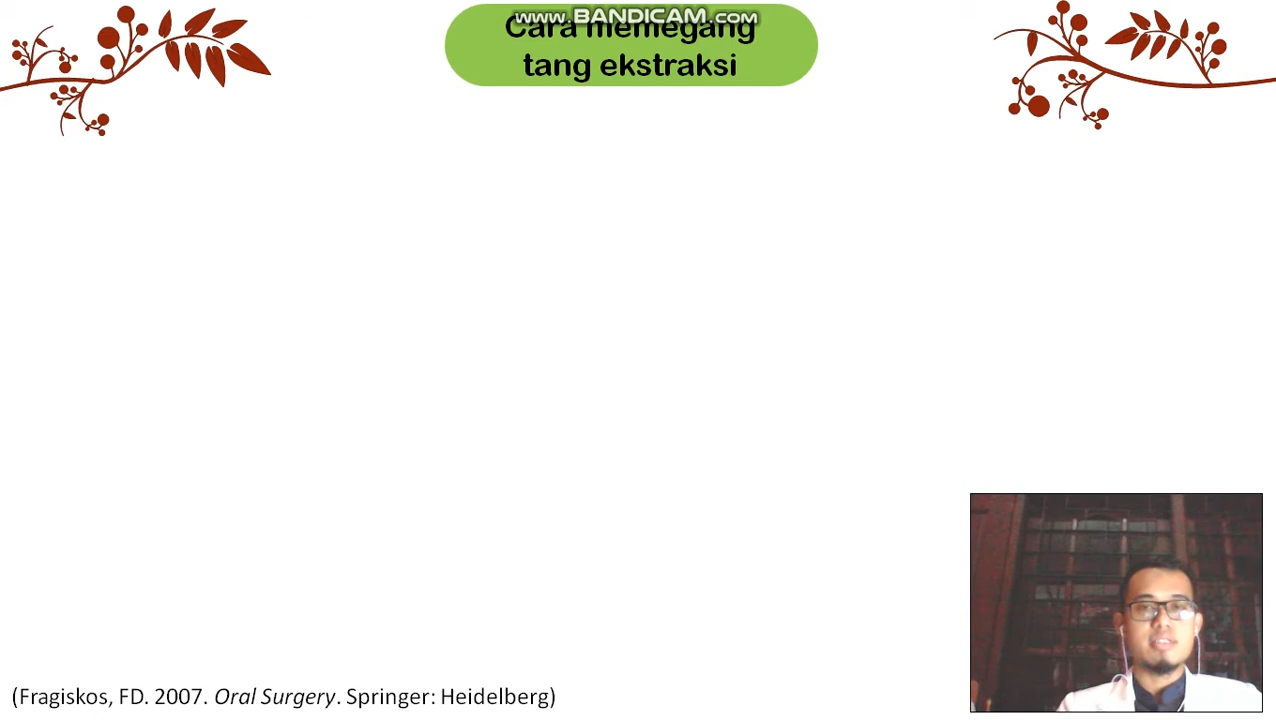 www.BANDICAM.com
Cara memegang
tang ekstraksi
(Fragiskos, FD. 2007. Oral Surgery. Springer: Heidelberg)